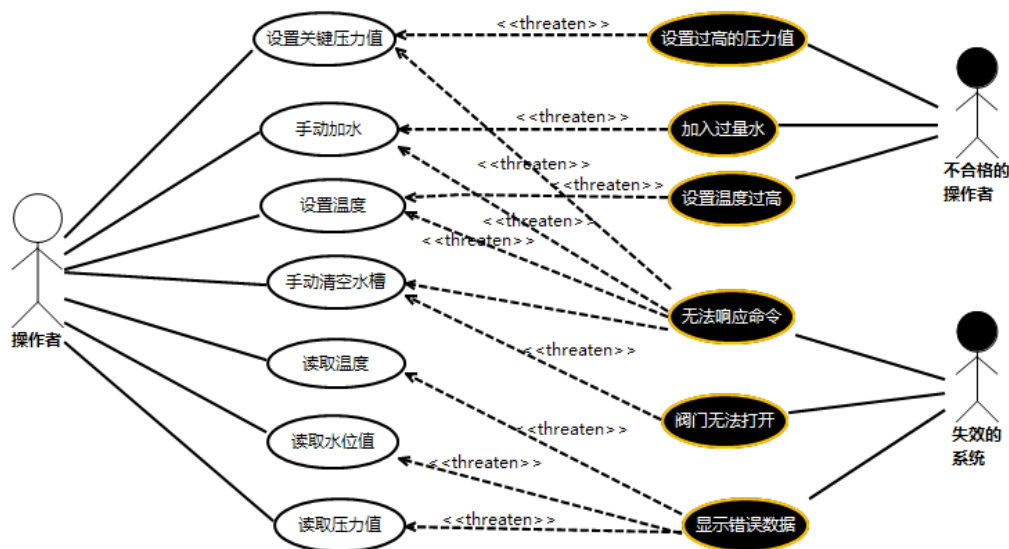 设置关键压力值
<<threaten>>
设置过高的压力值
手动加水
<<threaten>>
加入过量水
不合格的
操作者
<<threaten>>
<<threaten>>
设置温度
设置温度过高
<<threaten>>
<<threaten>>
手动清空水槽
无法响应命令
操作者
<<threaten>>
读取温度
阀门无法打开
失效的
系统
<<threaten>>
读取水位值
<<threaten>>
读取压力值
<<threaten>>
显示错误数据